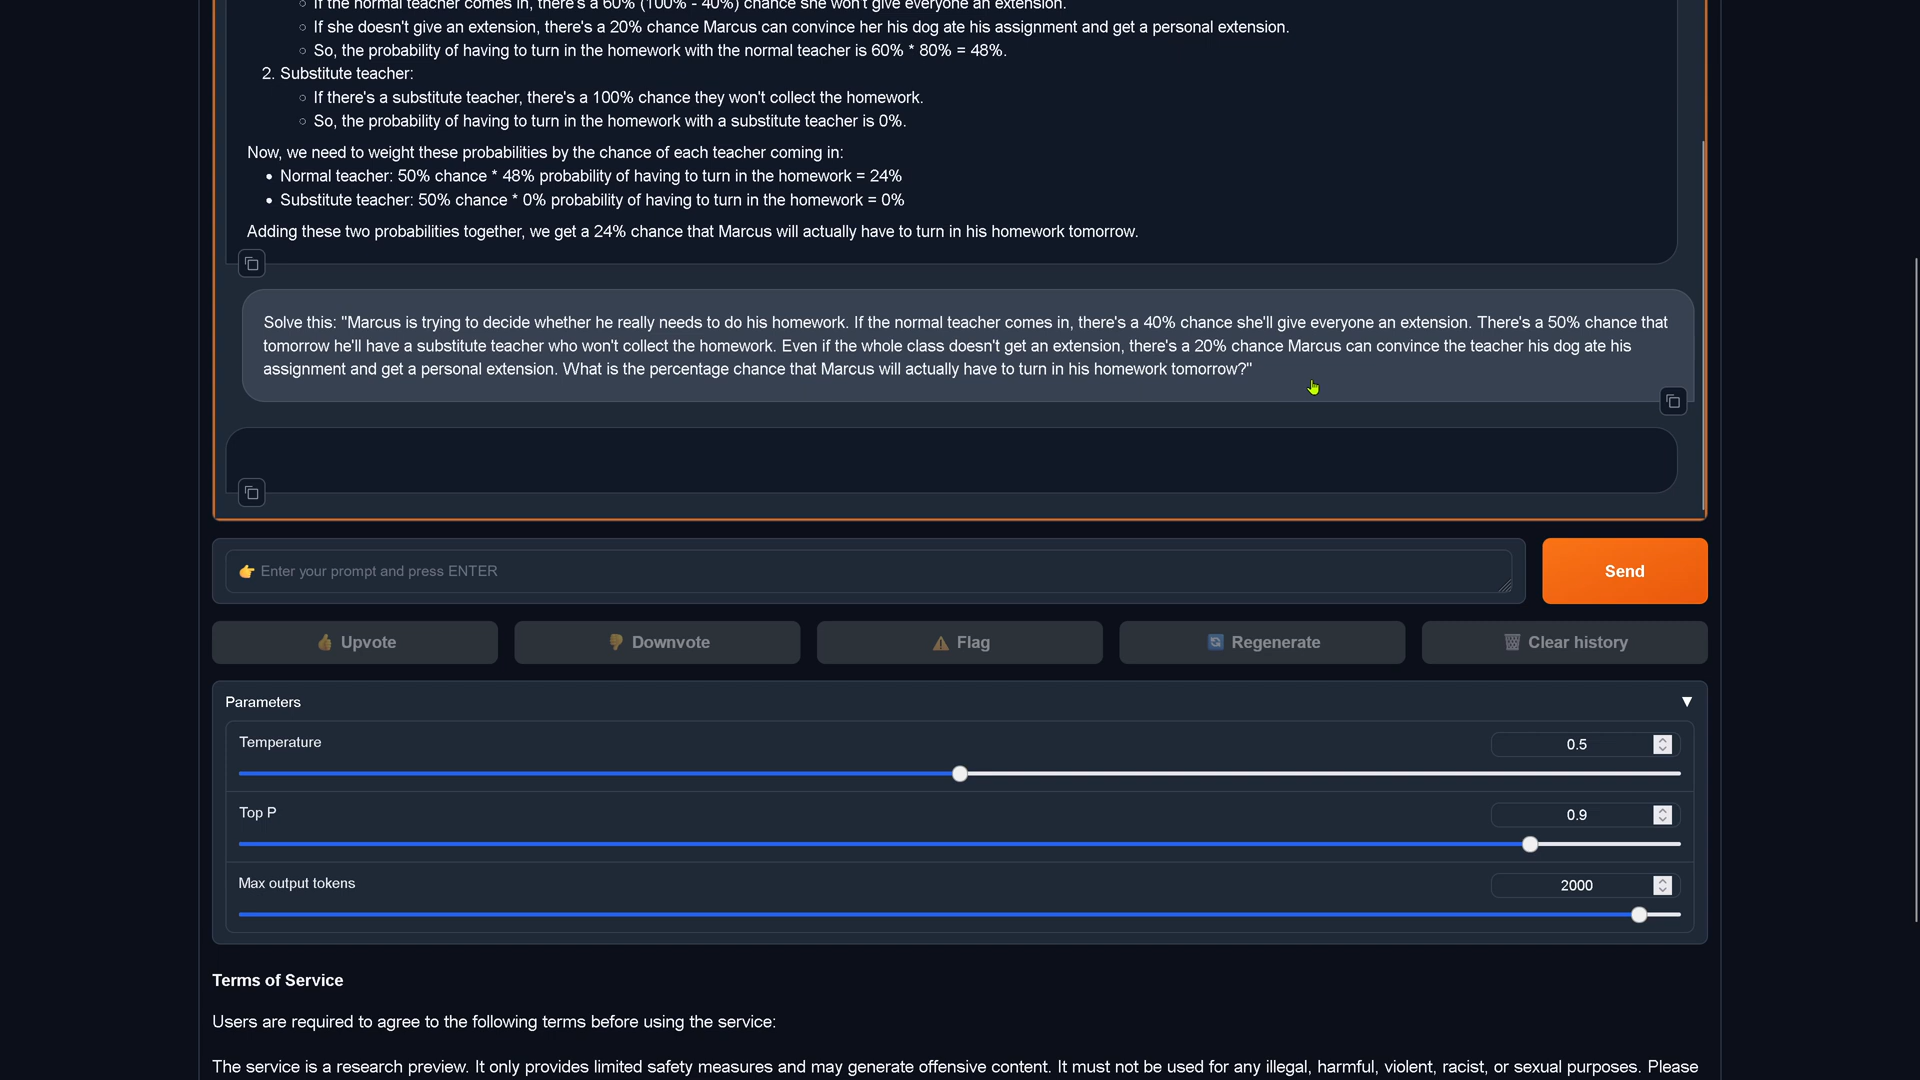 If the normal teacher comes in, there's a 60% (100% - 40%) chance she won't give everyone an extension.
If she doesn't give an extension, there's a 20% chance Marcus can convince her his dog ate his assignment and get a personal extension.
So, the probability of having to turn in the homework with the normal teacher is 60% * 80% = 48%.
2. Substitute teacher:
If there's a substitute teacher, there's a 100% chance they won't collect the homework.
So, the probability of having to turn in the homework with a substitute teacher is 0%.
Now, we need to weight these probabilities by the chance of each teacher coming in:
• Normal teacher: 50% chance * 48% probability of having to turn in the homework = 24%
• Substitute teacher: 50% chance * 0% probability of having to turn in the homework = 0%
Adding these two probabilities together, we get a 24% chance that Marcus will actually have to turn in his homework tomorrow.
Solve this: "Marcus is trying to decide whether he really needs to do his homework. If the normal teacher comes in, there's a 40% chance she'll give everyone an extension. There's a 50% chance that
tomorrow he'll have a substitute teacher who won't collect the homework. Even if the whole class doesn't get an extension, there's a 20% chance Marcus can convince the teacher his dog ate his
assignment and get a personal extension. What is the percentage chance that Marcus will actually have to turn in his homework tomorrow?"
👉 Enter your prompt and press ENTER
Send
👍 Upvote
👎 Downvote
⚠️ Flag
🔄 Regenerate
🗑️ Clear history
Parameters ▼
Temperature
0.5
Top P
0.9
Max output tokens
2000
Terms of Service
Users are required to agree to the following terms before using the service:
The service is a research preview. It only provides limited safety measures and may generate offensive content. It must not be used for any illegal, harmful, violent, racist, or sexual purposes. Please